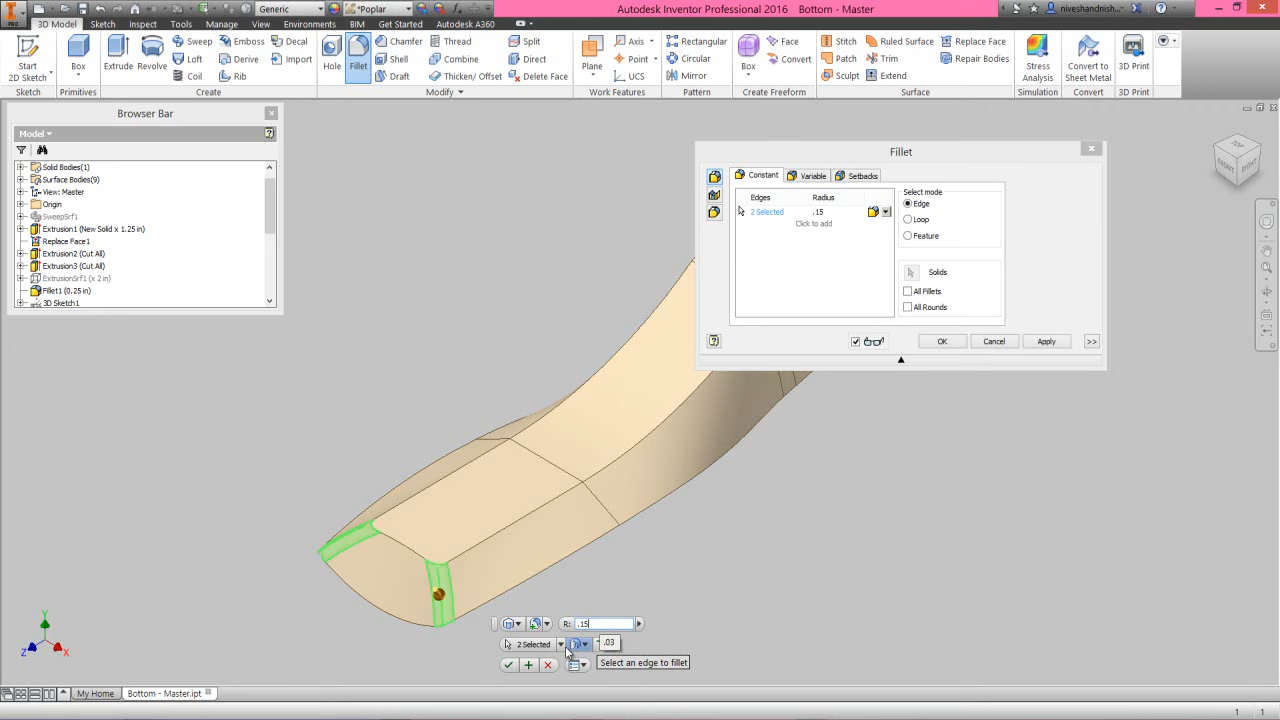 Generic
*Poplar
Autodesk Inventor Professional 2016 Bottom - Master
niveshandnish...
PRO
3D Model
Sketch
Inspect
Tools
Manage
View
Environments
BIM
Get Started
Autodesk A360
Start
2D Sketch
Box
Extrude
Revolve
Sweep
Loft
Coil
Emboss
Derive
Rib
Decal
Import
Hole
Fillet
Chamfer
Shell
Draft
Thread
Combine
Thicken/ Offset
Split
Direct
Delete Face
Plane
Axis
Point
UCS
Rectangular
Circular
Mirror
Box
Face
Convert
Stitch
Patch
Sculpt
Ruled Surface
Trim
Extend
Replace Face
Repair Bodies
Stress
Analysis
Convert to
Sheet Metal
3D Print
Sketch
Primitives
Create
Modify
Work Features
Pattern
Create Freeform
Surface
Simulation
Convert
3D Print
Browser Bar
Model
Solid Bodies(1)
Surface Bodies(9)
View: Master
Origin
SweepSrf1
Extrusion1 (New Solid x 1.25 in)
Replace Face1
Extrusion2 (Cut All)
Extrusion3 (Cut All)
ExtrusionSrf1 (x 2 in)
Fillet1 (0.25 in)
3D Sketch1
Fillet
Constant
Variable
Setbacks
Edges
Radius
2 Selected
.15
Click to add
Select mode
Edge
Loop
Feature
Solids
All Fillets
All Rounds
OK
Cancel
Apply
>>
TOP
FRONT
RIGHT
R: .15
2 Selected
.03
Select an edge to fillet
Y
Z
X
My Home
Bottom - Master.ipt
1 1